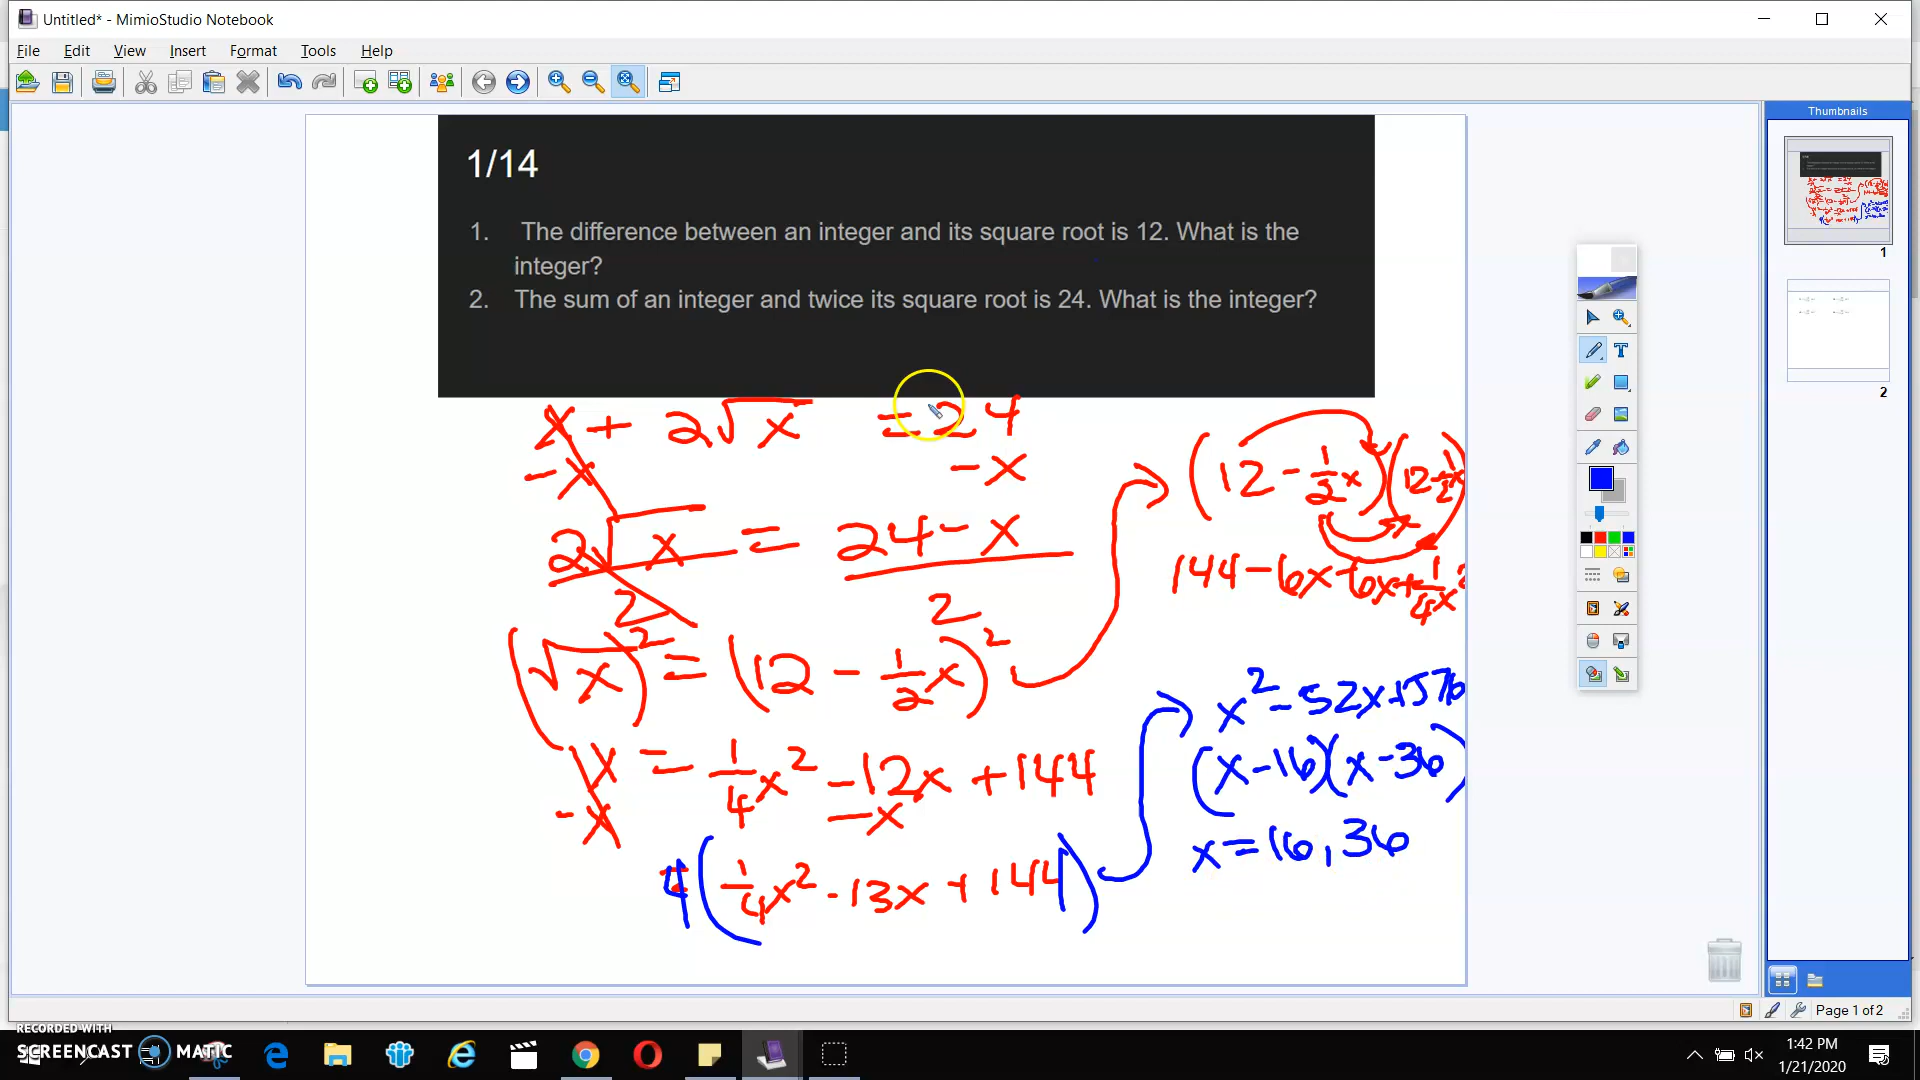 Untitled* - MimioStudio Notebook
File Edit View Insert Format Tools Help
Thumbnails
1/14
1. The difference between an integer and its square root is 12. What is the
integer?
2. The sum of an integer and twice its square root is 24. What is the integer?
x + 2√x = 24
-x -x
2√x = 24 - x
2 2
(√x)² = (12 - 1/2x)²
x = 1/4x² - 12x + 144
-x -x
4(1/4x² - 13x + 144)
(12 - 1/2x)(12 - 1/2x)
144 - 6x - 6x + 1/4x²
x² - 52x + 576
(x - 16)(x - 36)
x = 16, 36
T
1
2
Page 1 of 2
RECORDED WITH
SCREENCAST MATIC
1:42 PM
1/21/2020